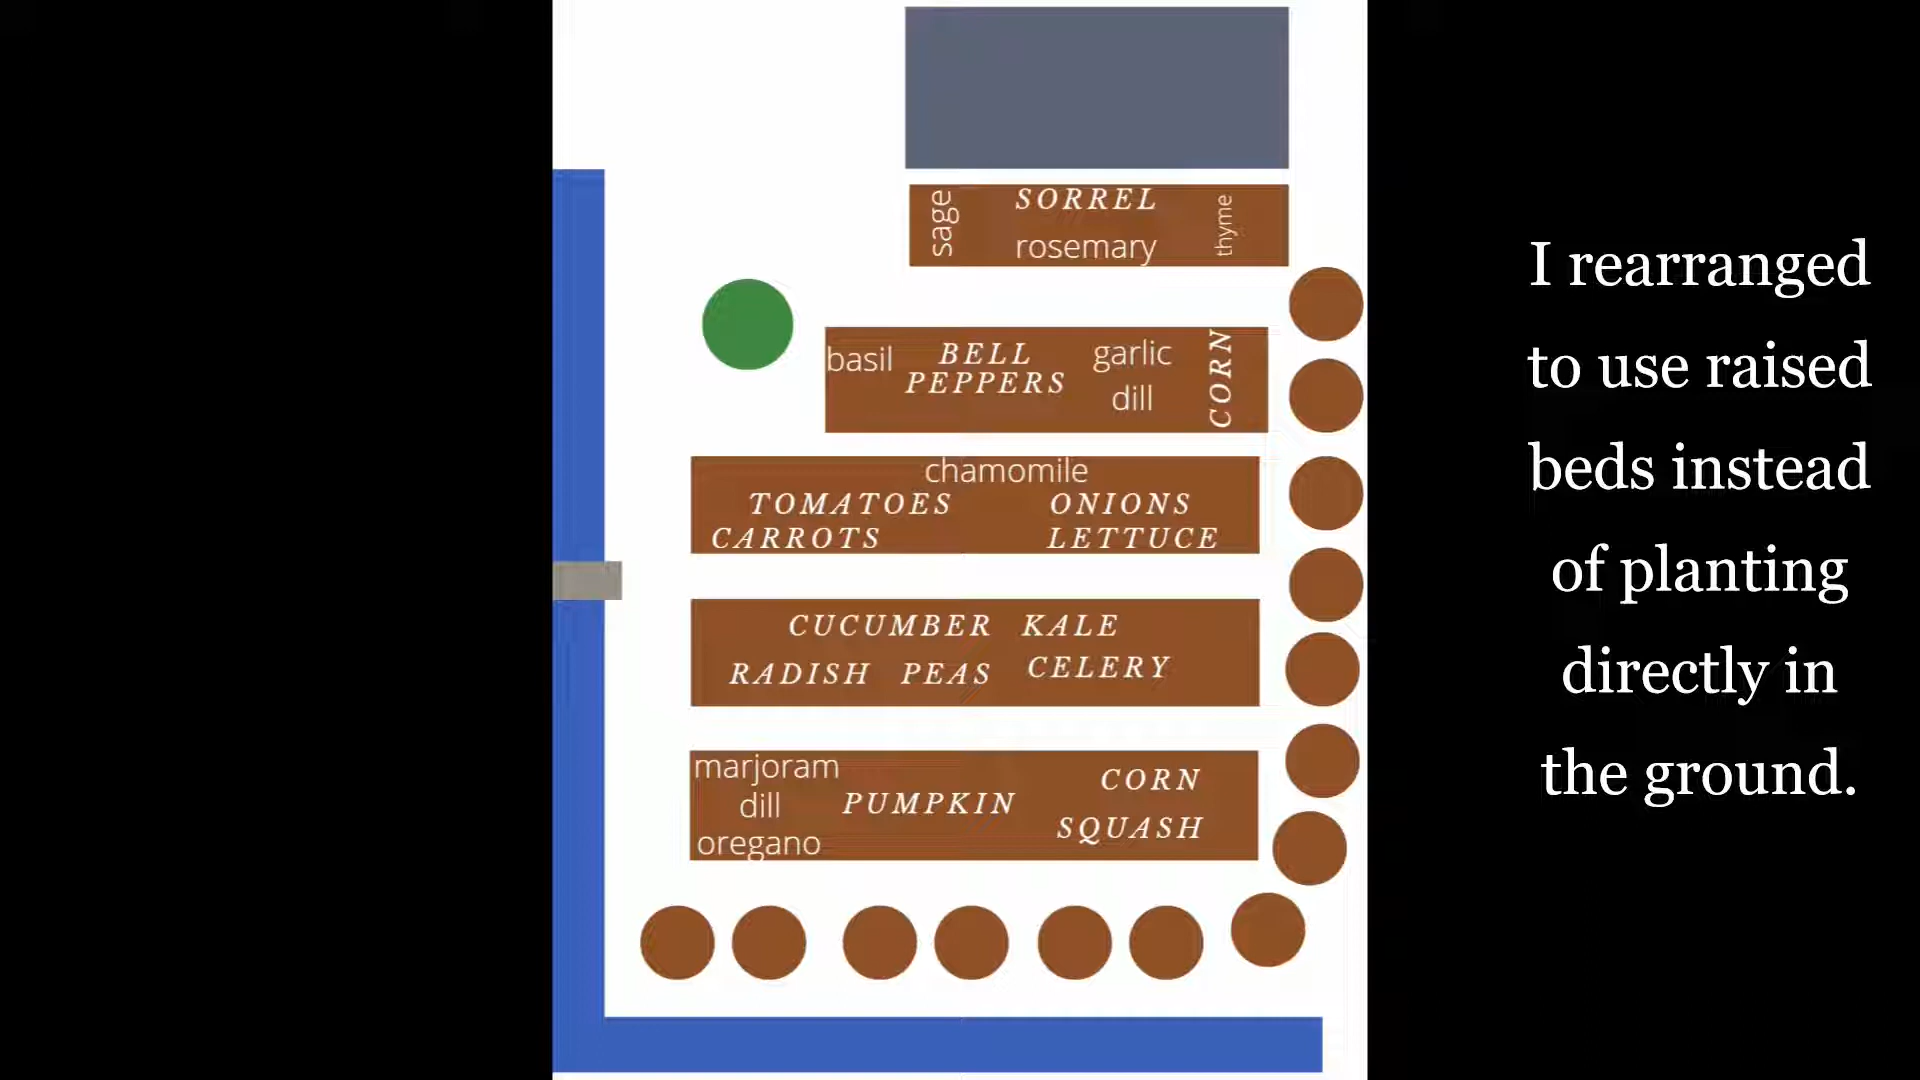 sage
SORREL
rosemary
thyme
basil
BELL
PEPPERS
garlic
dill
CORN
chamomile
TOMATOES ONIONS
CARROTS LETTUCE
CUCUMBER KALE
RADISH PEAS CELERY
marjoram
dill
oregano
PUMPKIN
CORN
SQUASH
I rearranged
to use raised
beds instead
of planting
directly in
the ground.